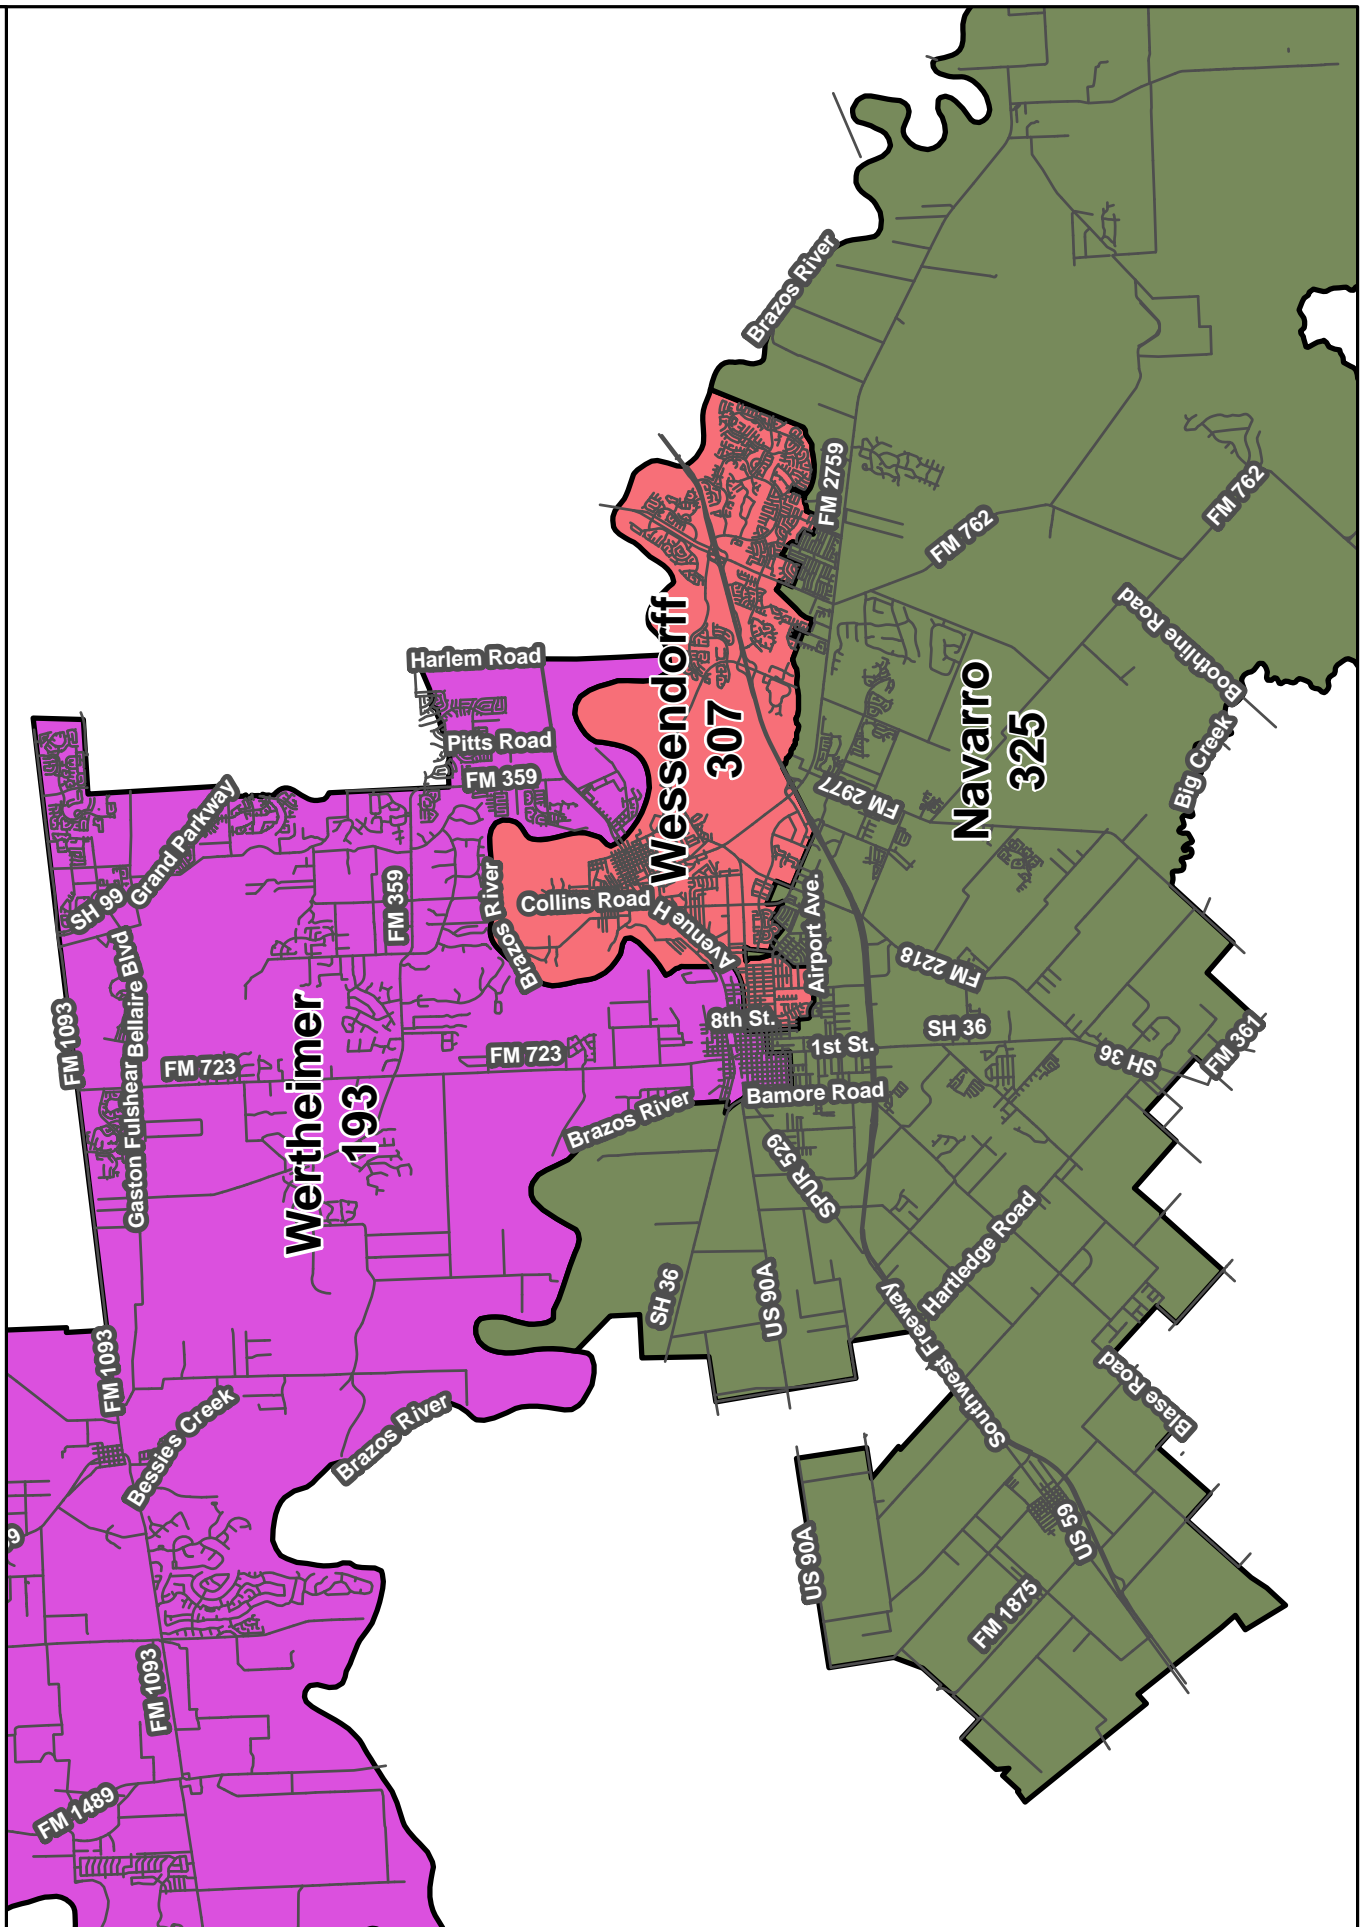 Brazos River
FM 2759
FM 762
FM 762
Boothline Road
Big Creek
Harlem Road
Pitts Road
FM 359
Wessendorff
307
Navarro
325
FM 2977
Grand Parkway
SH 99
FM 359
Brazos River
Brazos
Collins Road
Avenue H
Airport Ave.
FM 2218
Gaston Fulshear Bellaire Blvd
FM 1093
FM 723
FM 723
8th St.
1st St.
SH 36
SH 36
FM 361
Wertheimer
193
Brazos River
Bamore Road
SPUR 529
Hartledge Road
SH 36
US 90A
Southwest Freeway
Blase Road
FM 1093
Bessies Creek
Brazos River
9
US 90A
US 59
FM 1875
FM 1093
FM 1489